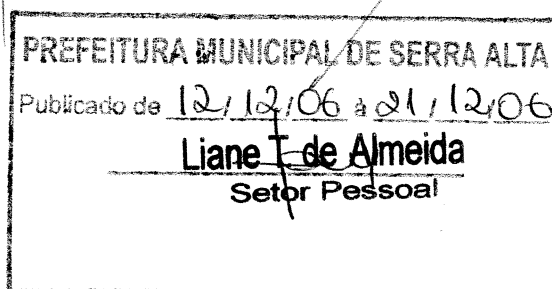 PREFEITURA MUNICIPAL DE SERRA ALTA
Publicado de 12/12/06 à 21/12/06
Liane T. de Almeida
Setor Pessoal